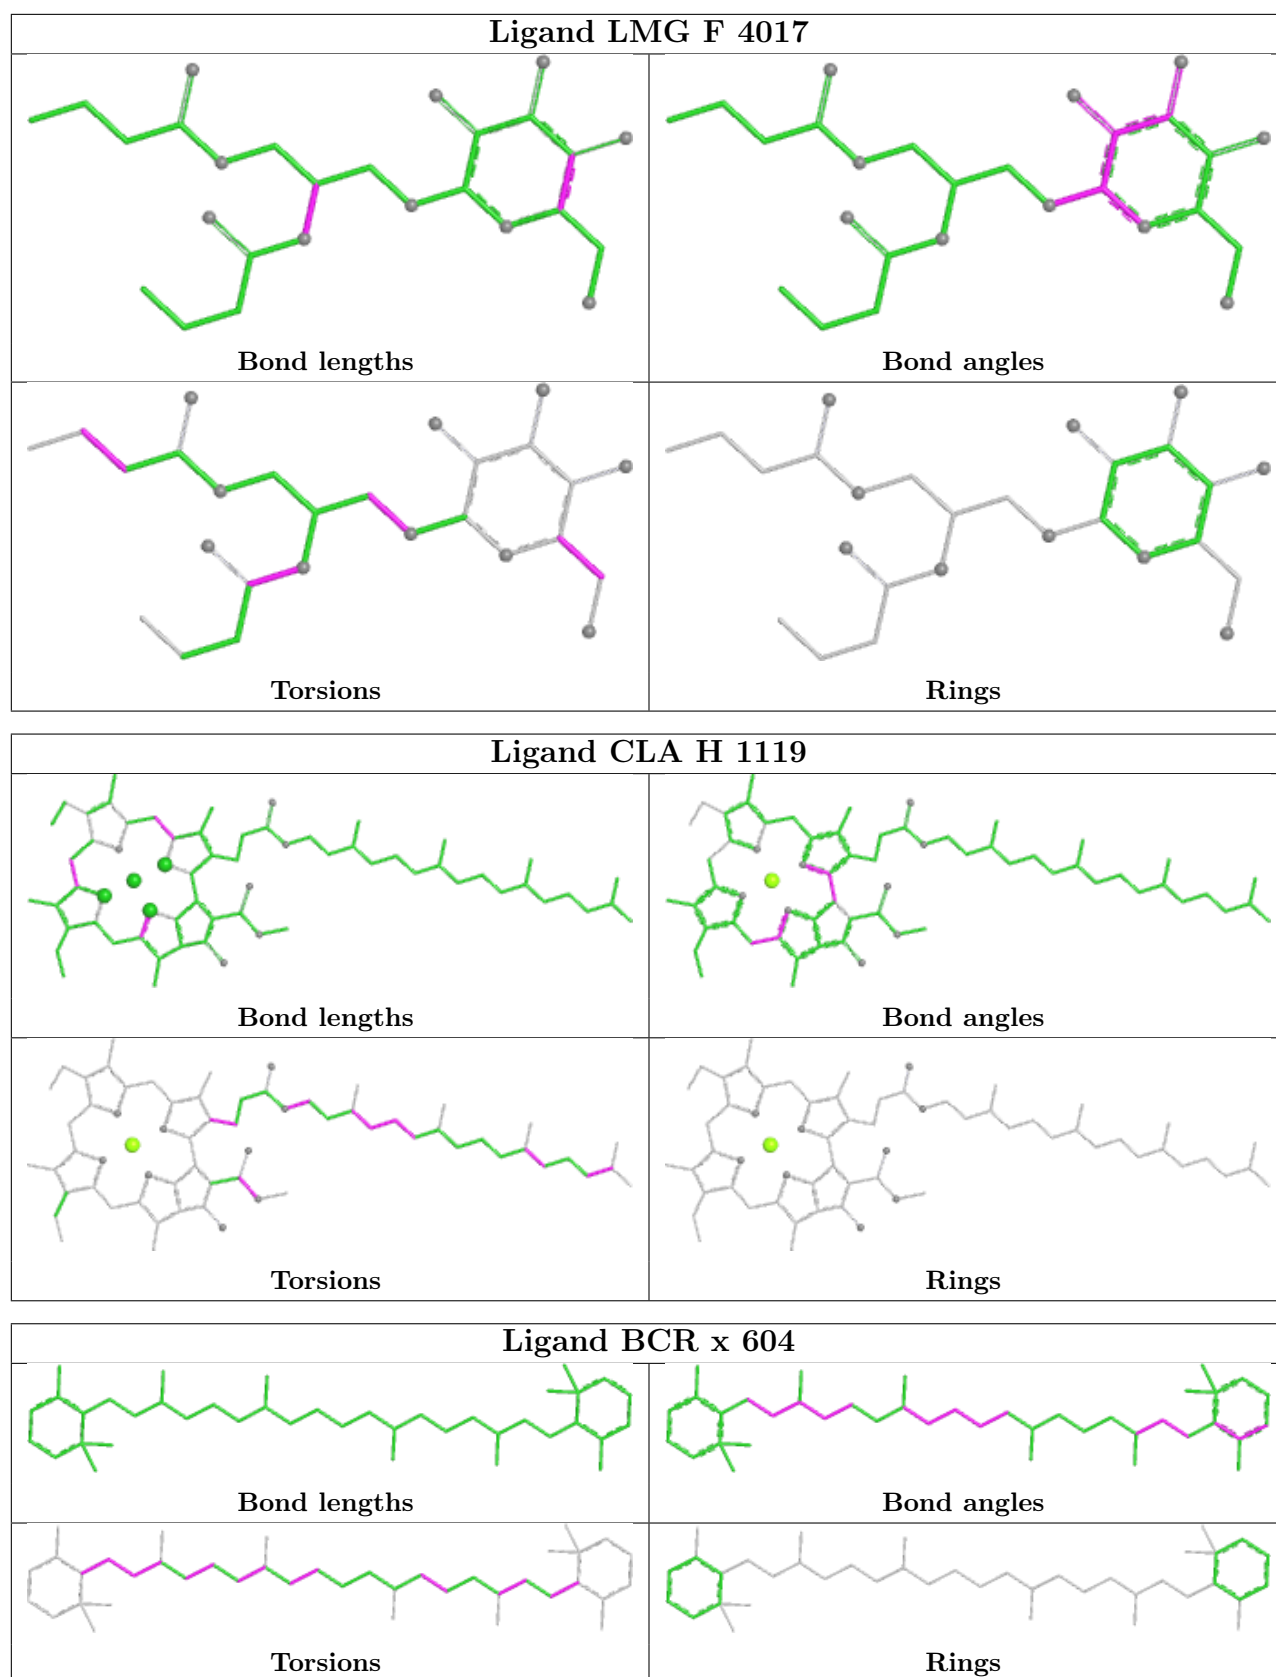 Ligand LMG F 4017
Bond lengths
Bond angles
Torsions
Rings
Ligand CLA H 1119
Bond lengths
Bond angles
Torsions
Rings
Ligand BCR x 604
Bond lengths
Bond angles
Torsions
Rings